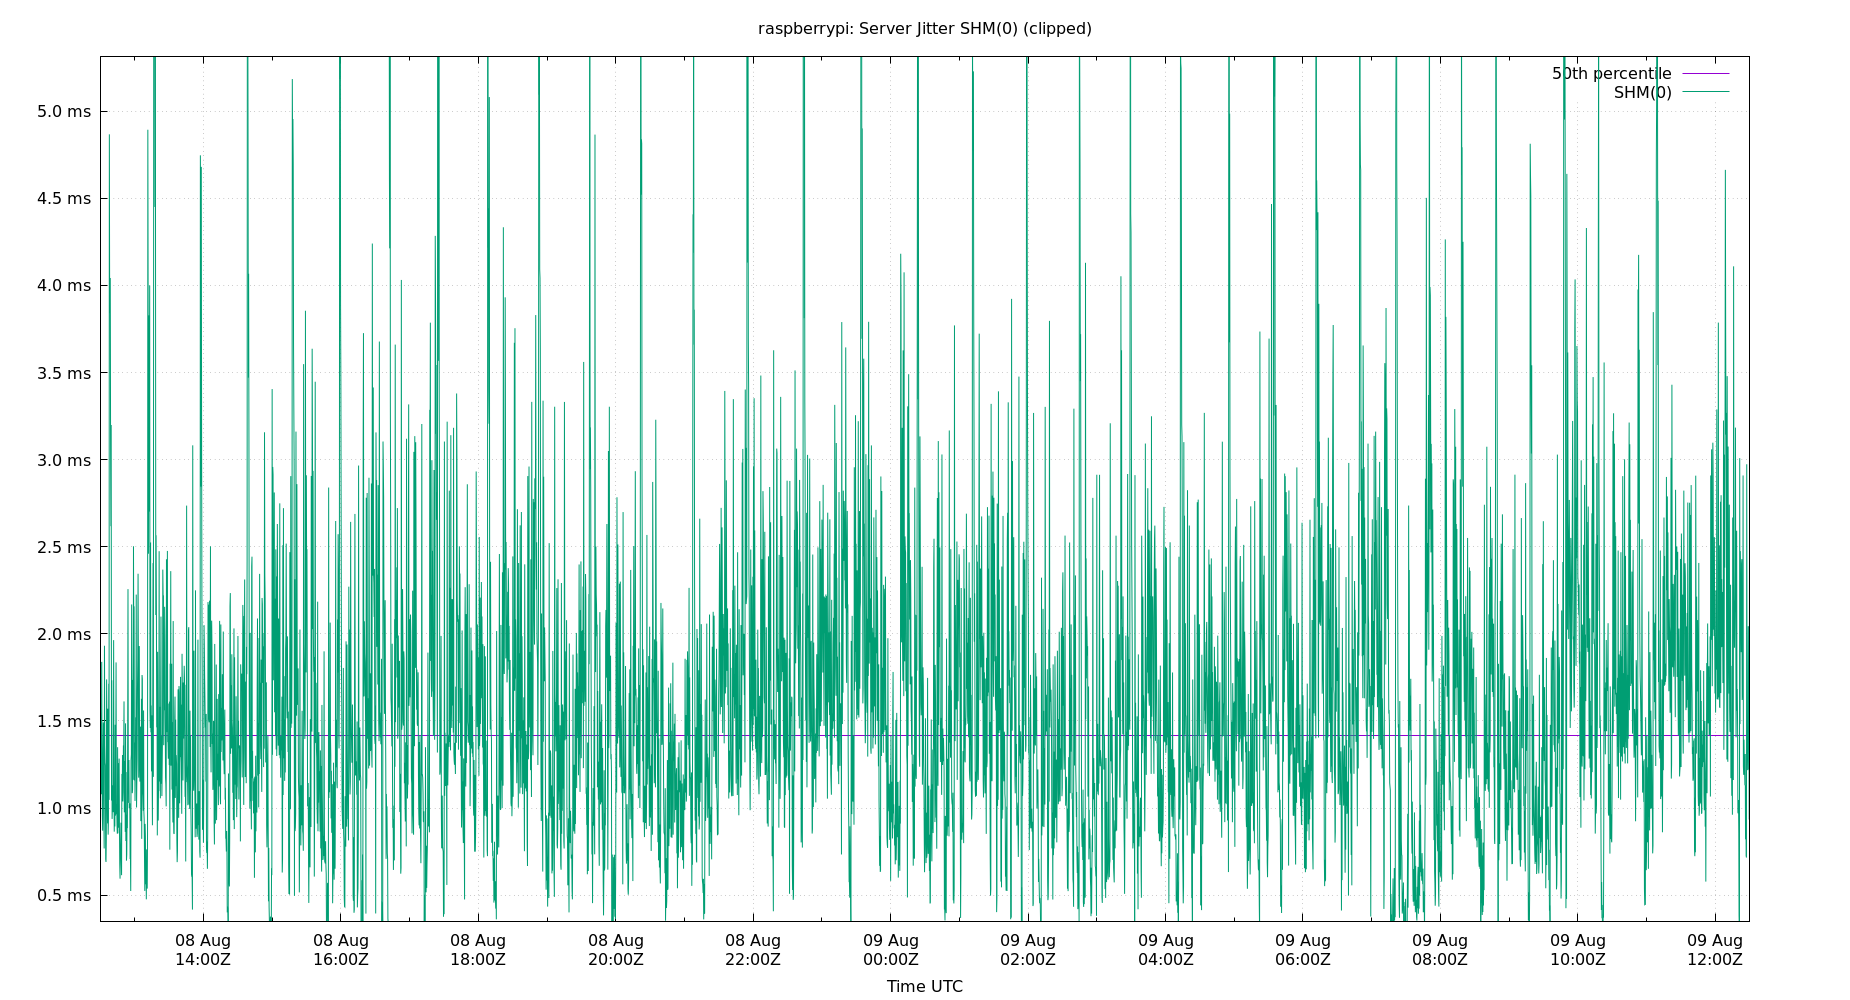 raspberrypi: Server Jitter SHM(0) (clipped)
50th percentile
SHM(0)
5.0 ms
4.5 ms
4.0 ms
3.5 ms
3.0 ms
2.5 ms
2.0 ms
1.5 ms
1.0 ms
0.5 ms
08 Aug 08 Aug 08 Aug 08 Aug 08 Aug 09 Aug 09 Aug 09 Aug 09 Aug 09 Aug 09 Aug 09 Aug
14:00Z 16:00Z 18:00Z 20:00Z 22:00Z 00:00Z 02:00Z 04:00Z 06:00Z 08:00Z 10:00Z 12:00Z
Time UTC